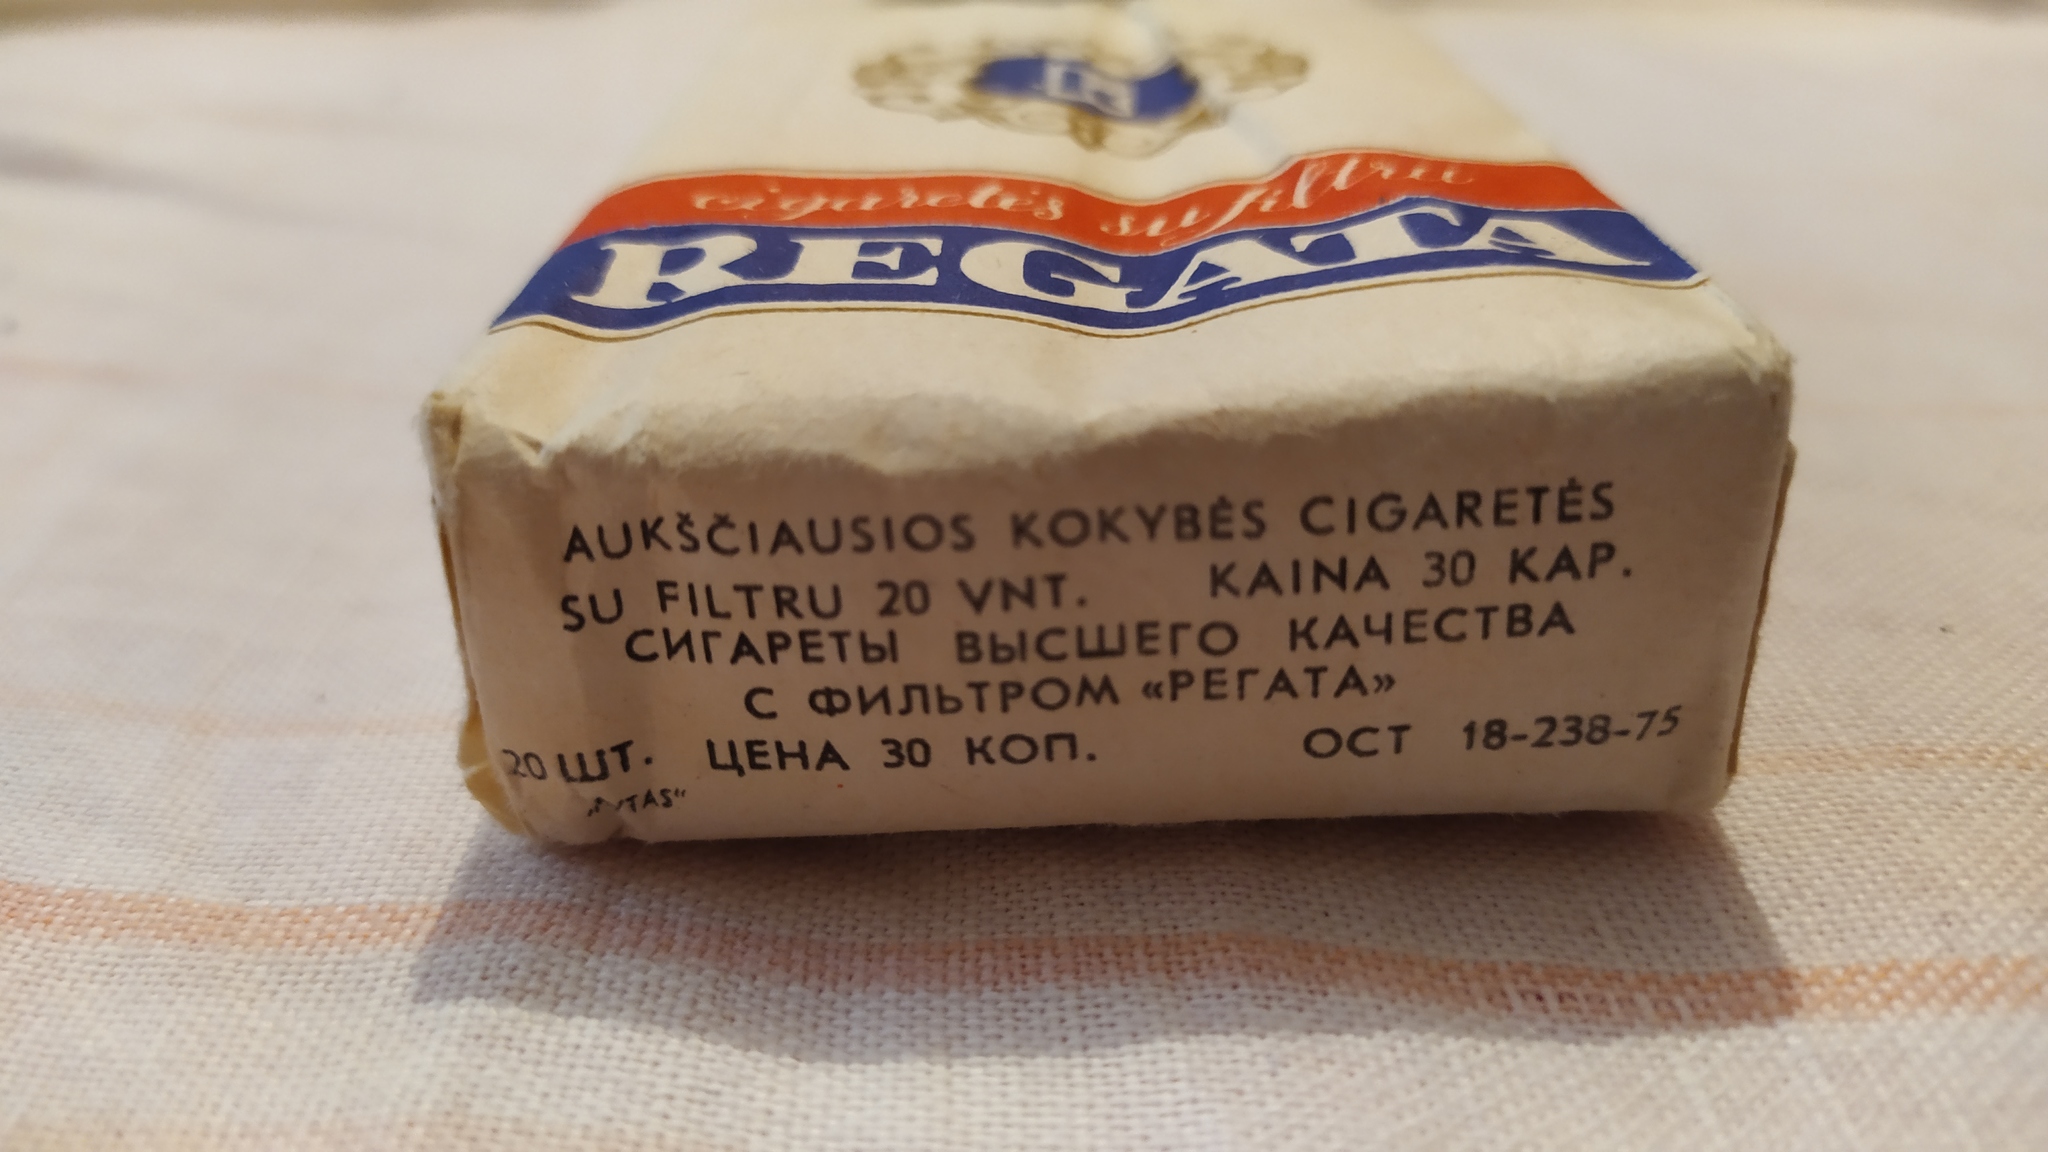 cigaretės su filtru
REGATA
AUKŠČIAUSIOS KOKYBĖS CIGARETĖS
SU FILTRU 20 VNT. KAINA 30 KAP.
СИГАРЕТЫ ВЫСШЕГО КАЧЕСТВА
С ФИЛЬТРОМ «РЕГАТА»
20 ШТ. ЦЕНА 30 КОП. ОСТ 18-238-75